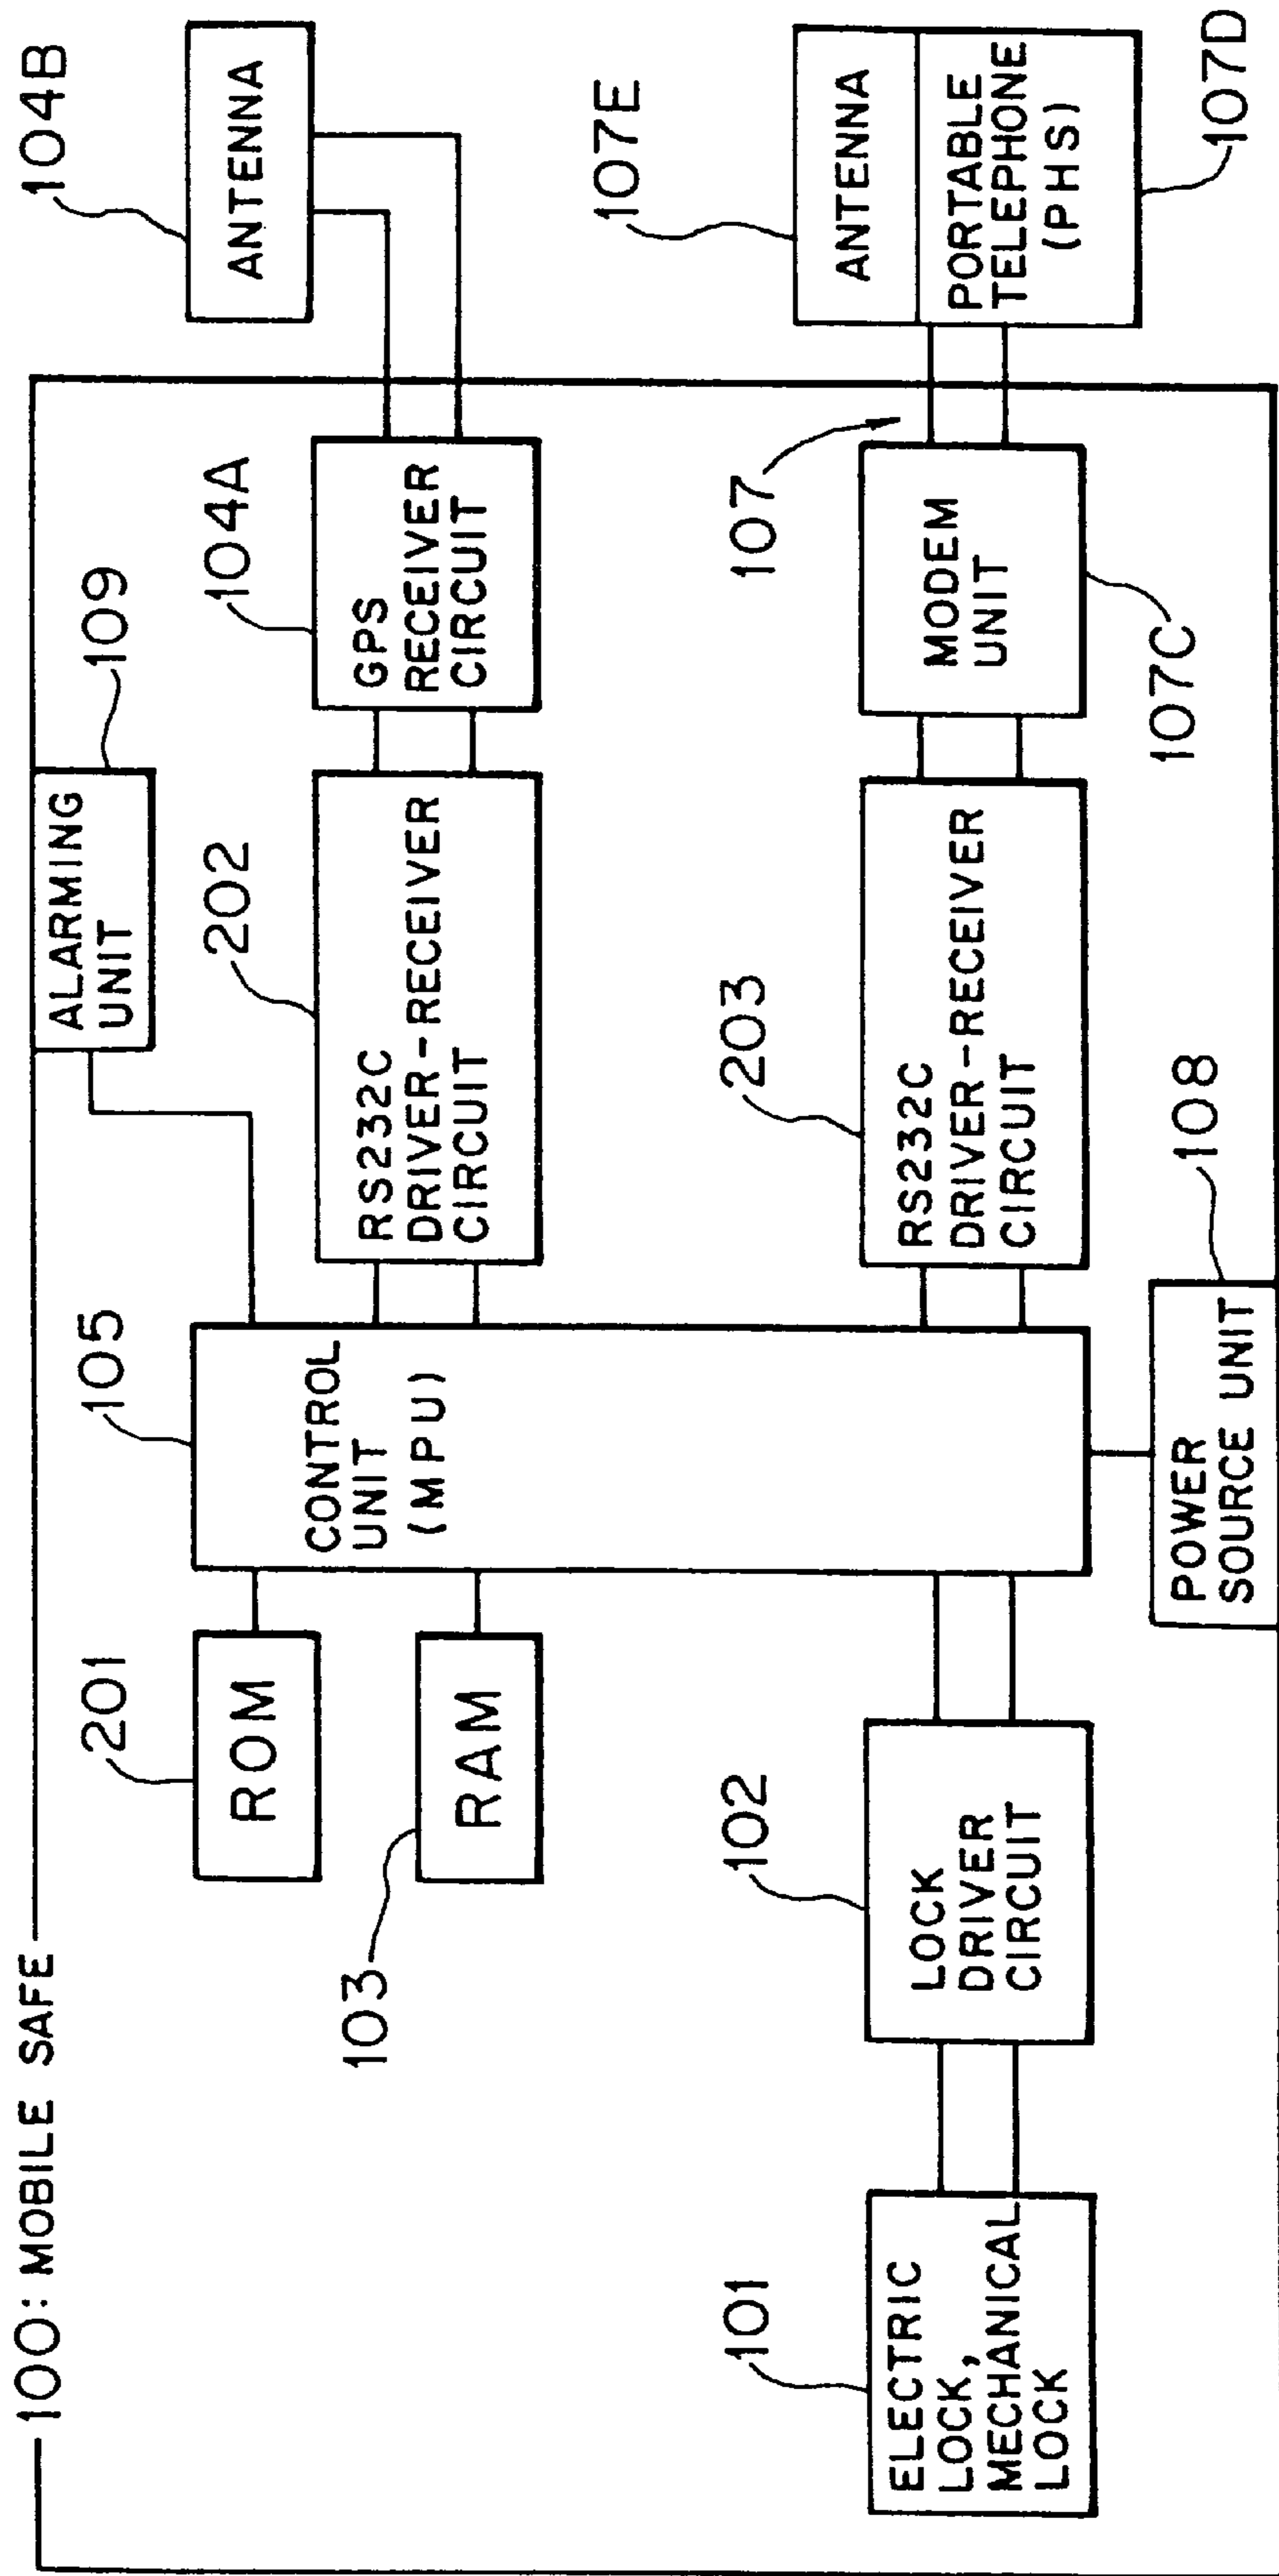 100: MOBILE SAFE
201
ROM
103
RAM
105
CONTROL
UNIT
(MPU)
109
ALARMING
UNIT
202
RS232C
DRIVER-RECEIVER
CIRCUIT
104A
GPS
RECEIVER
CIRCUIT
104B
ANTENNA
101
ELECTRIC
LOCK,
MECHANICAL
LOCK
102
LOCK
DRIVER
CIRCUIT
203
RS232C
DRIVER-RECEIVER
CIRCUIT
107
MODEM
UNIT
107C
107E
ANTENNA
PORTABLE
TELEPHONE
(PHS)
107D
108
POWER
SOURCE UNIT